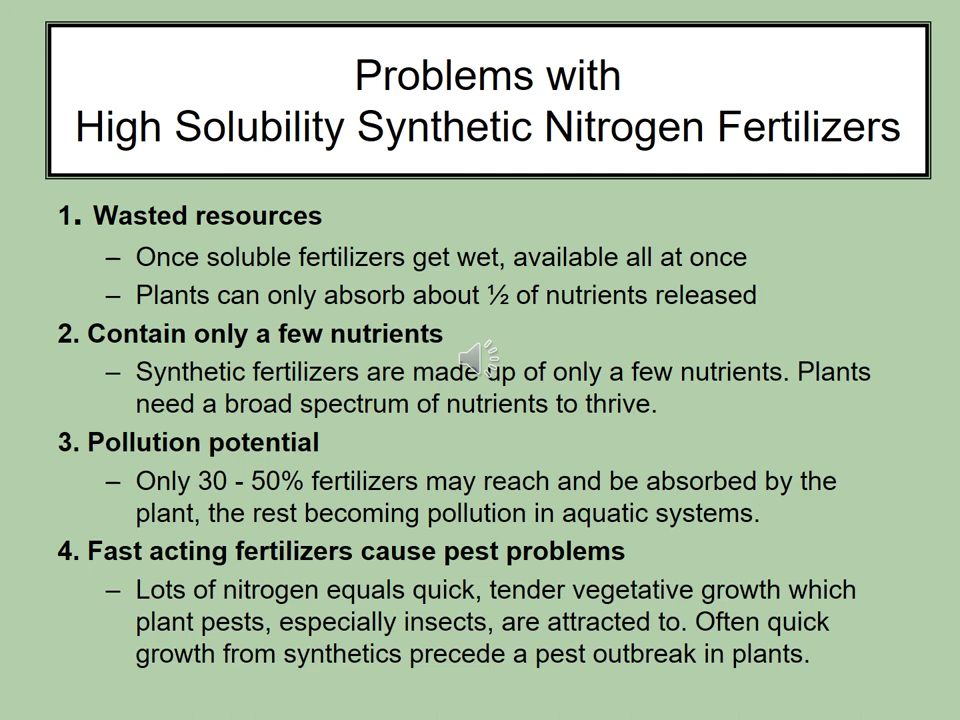 Problems with
High Solubility Synthetic Nitrogen Fertilizers
1. Wasted resources
– Once soluble fertilizers get wet, available all at once
– Plants can only absorb about ½ of nutrients released
2. Contain only a few nutrients
– Synthetic fertilizers are made up of only a few nutrients. Plants
need a broad spectrum of nutrients to thrive.
3. Pollution potential
– Only 30 - 50% fertilizers may reach and be absorbed by the
plant, the rest becoming pollution in aquatic systems.
4. Fast acting fertilizers cause pest problems
– Lots of nitrogen equals quick, tender vegetative growth which
plant pests, especially insects, are attracted to. Often quick
growth from synthetics precede a pest outbreak in plants.